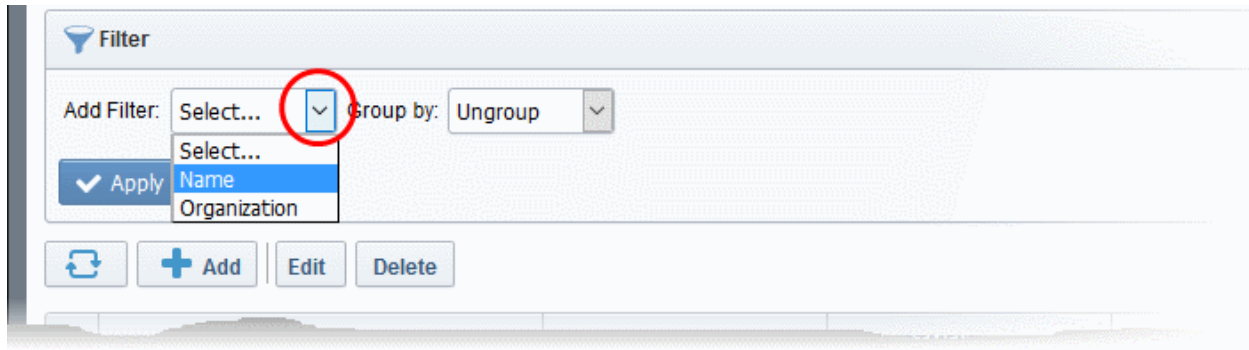 Filter
Add Filter: Select... Group by: Ungroup
Select...
Apply Name
Organization
Add Edit Delete